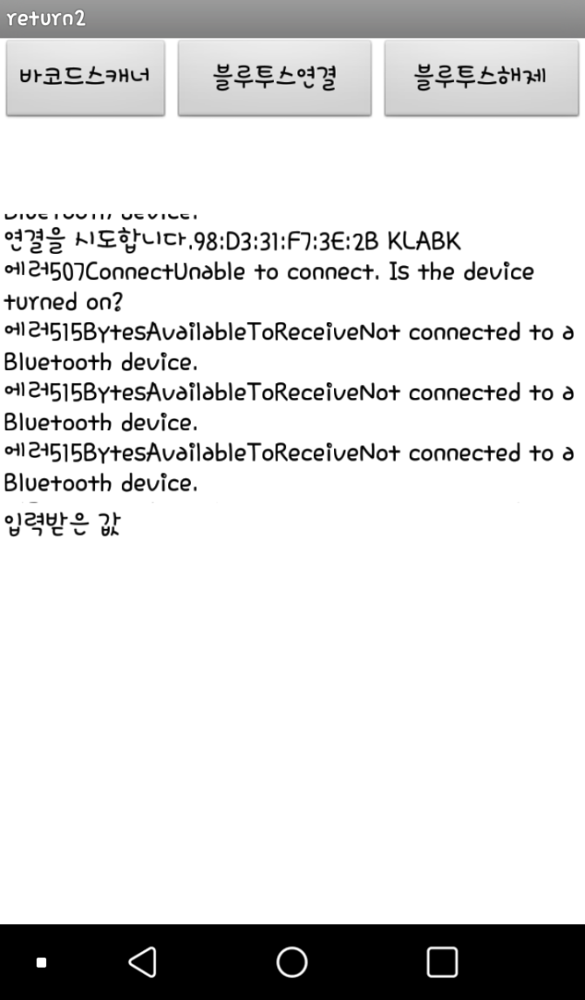 return2
바코드스캐너 블루투스연결 블루투스해제
Bluetooth device.
연결을 시도합니다.98:D3:31:F7:3E:2B KLABK
에러507ConnectUnable to connect. Is the device
turned on?
에러515BytesAvailableToReceiveNot connected to a
Bluetooth device.
에러515BytesAvailableToReceiveNot connected to a
Bluetooth device.
에러515BytesAvailableToReceiveNot connected to a
Bluetooth device.
입력받은 값